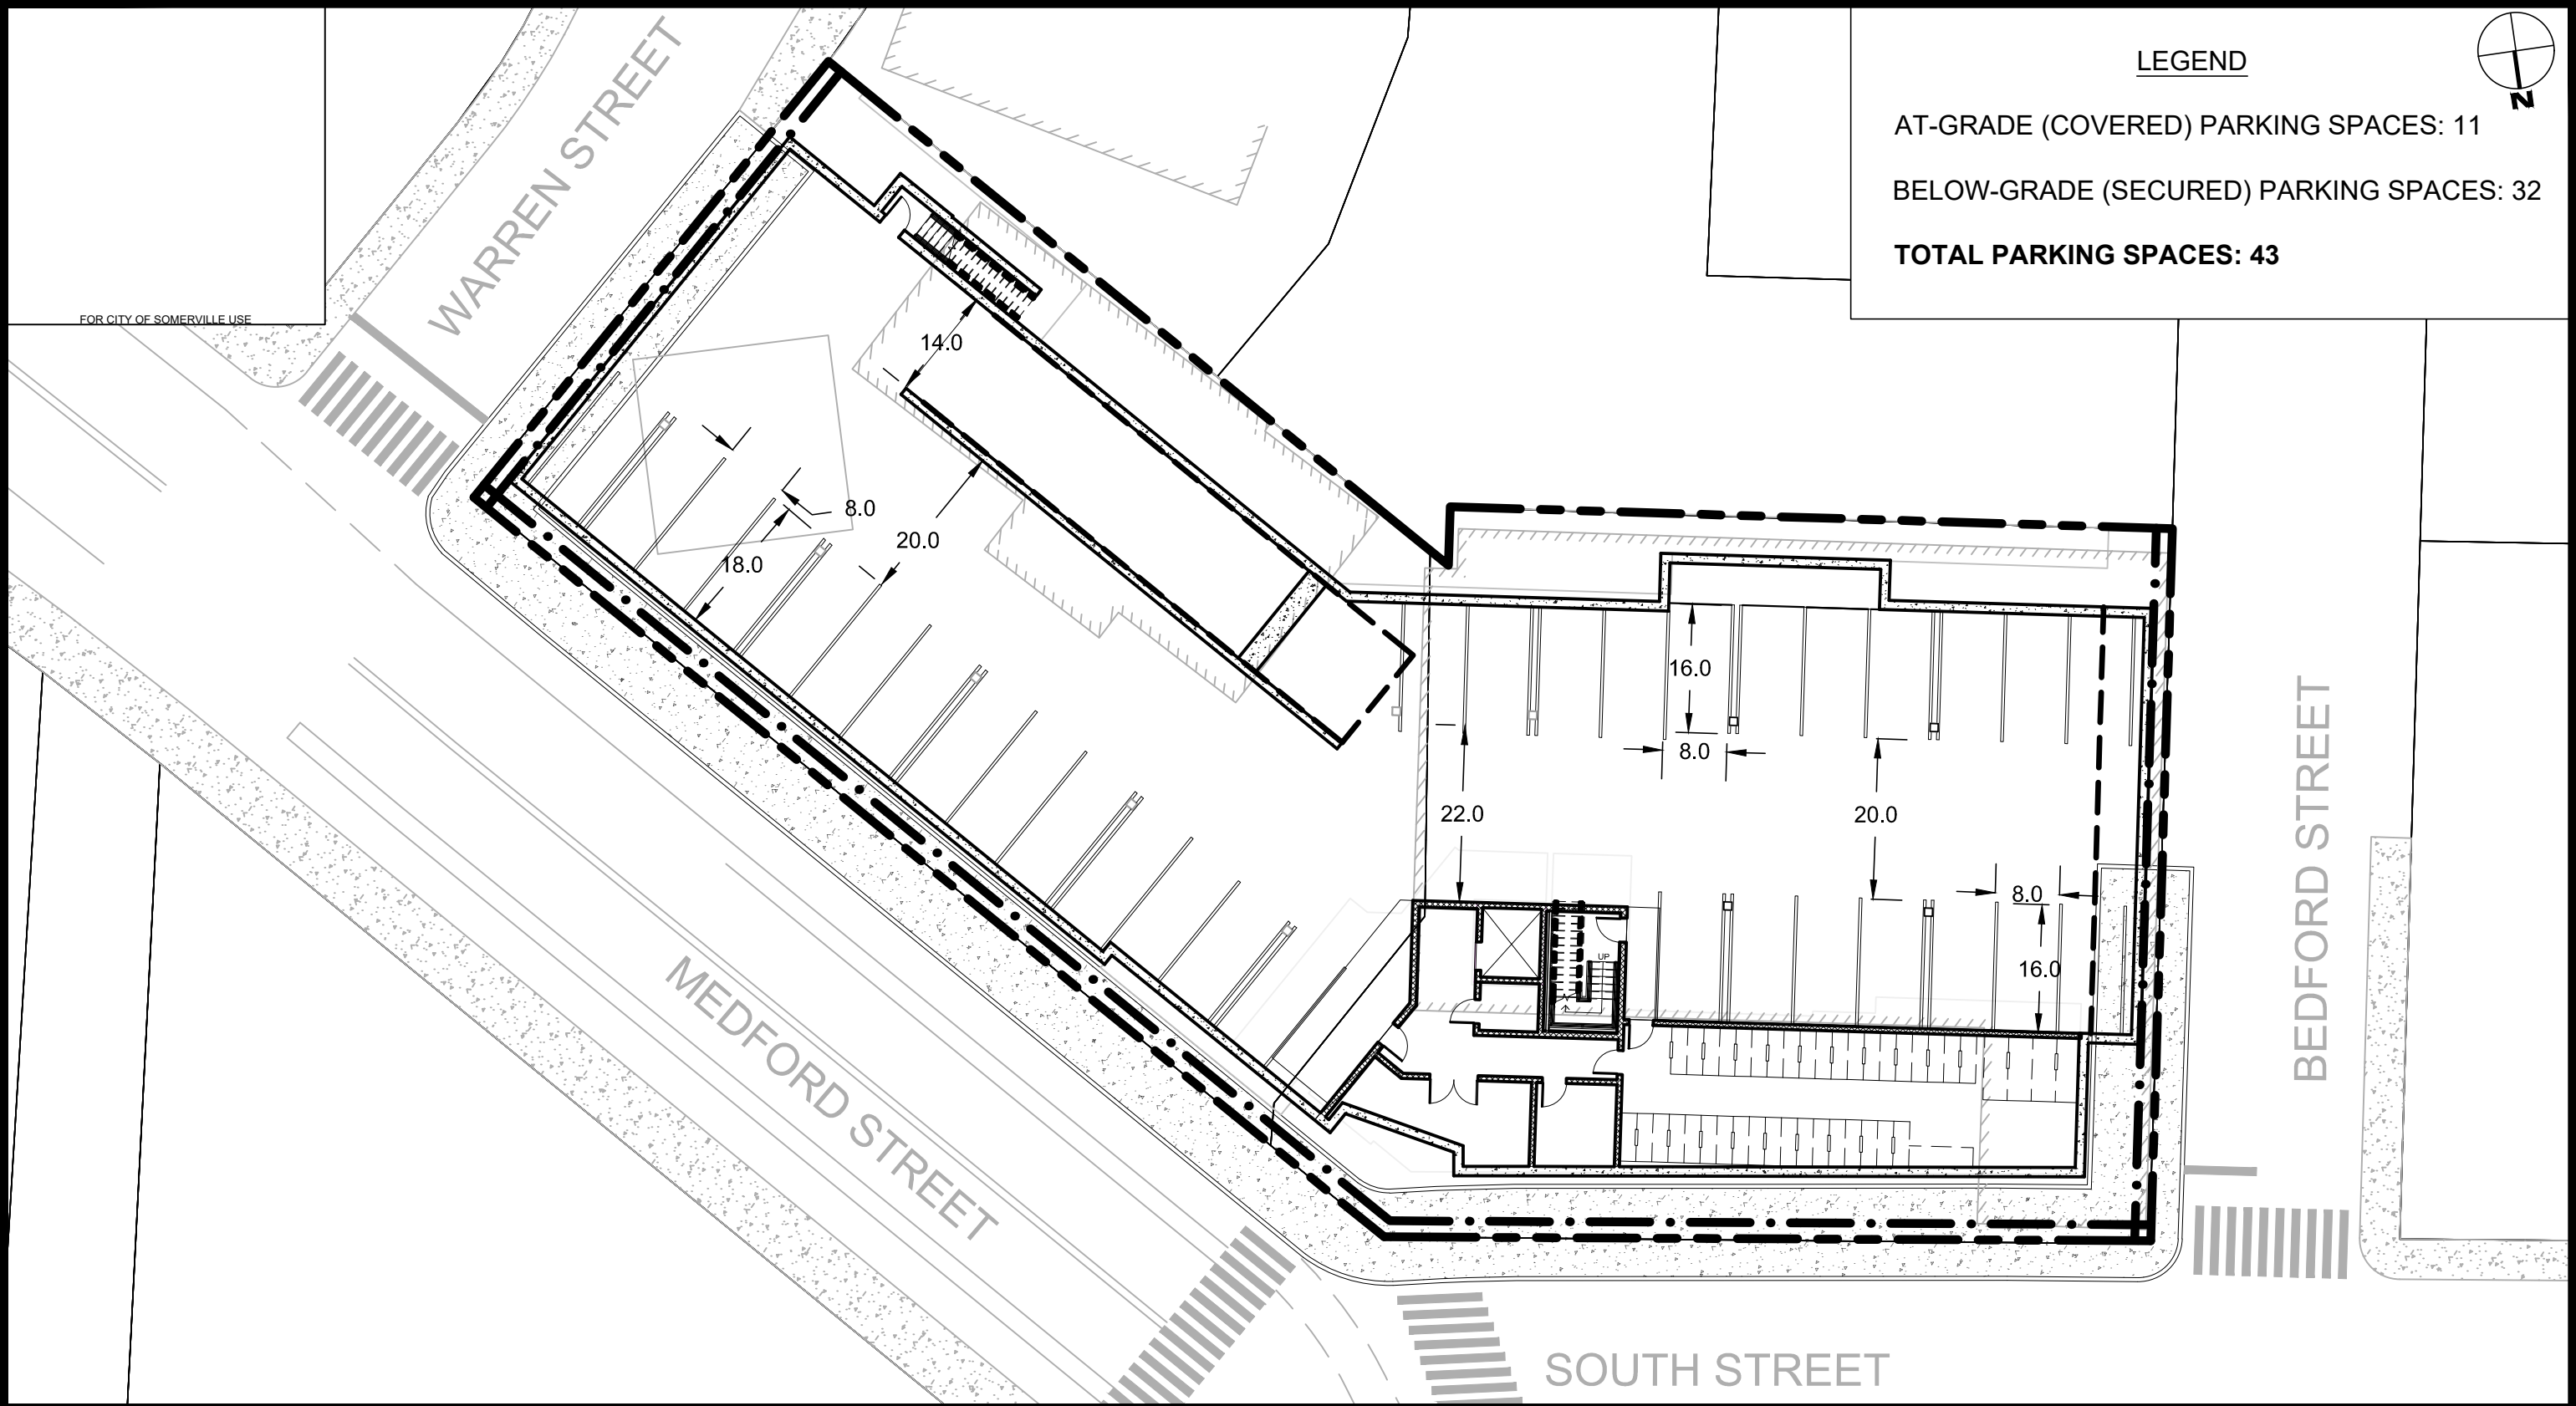 LEGEND
N
AT-GRADE (COVERED) PARKING SPACES: 11
BELOW-GRADE (SECURED) PARKING SPACES: 32
TOTAL PARKING SPACES: 43
FOR CITY OF SOMERVILLE USE
WARREN STREET
14.0
8.0
20.0
18.0
16.0
8.0
22.0
20.0
8.0
16.0
UP
BEDFORD STREET
MEDFORD STREET
SOUTH STREET